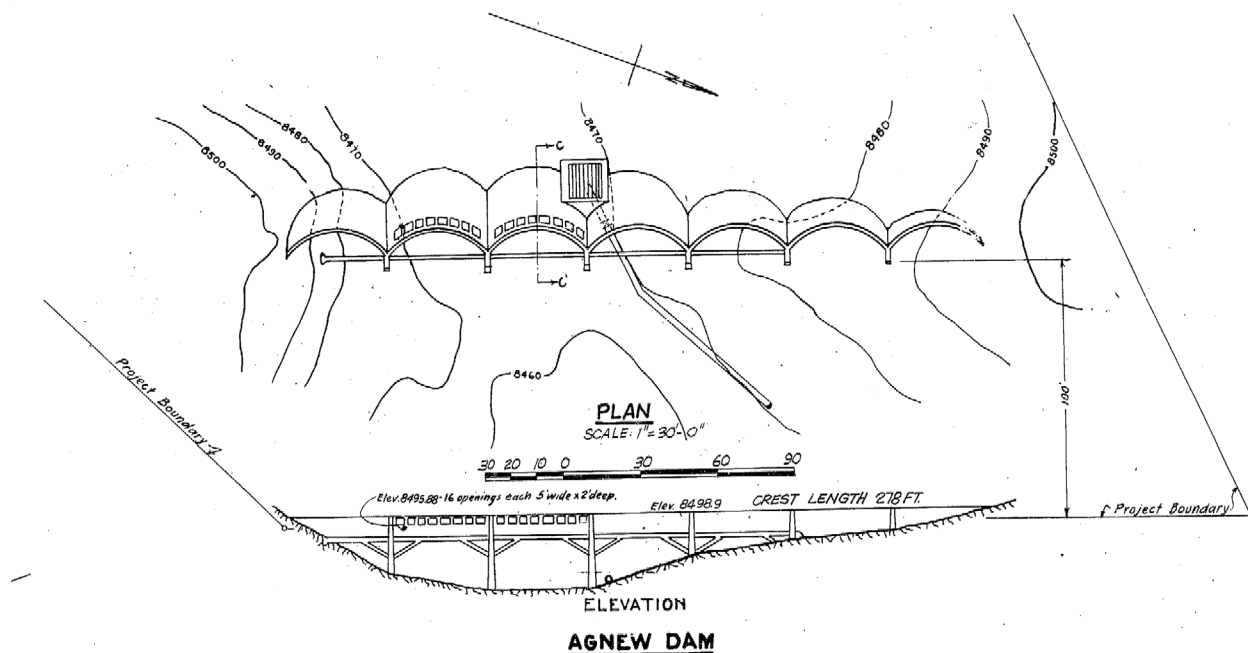 N
8500
8490
8480
8470
C
8470
8480
8490
8500
C'
8460
100'
Project Boundary
PLAN
SCALE: 1"=30'-0"
30 20 10 0 30 60 90
Elev. 8495.88-16 openings each 5' wide x 2' deep.
Elev. 8498.9
CREST LENGTH 278 FT.
Project Boundary
ELEVATION
AGNEW DAM